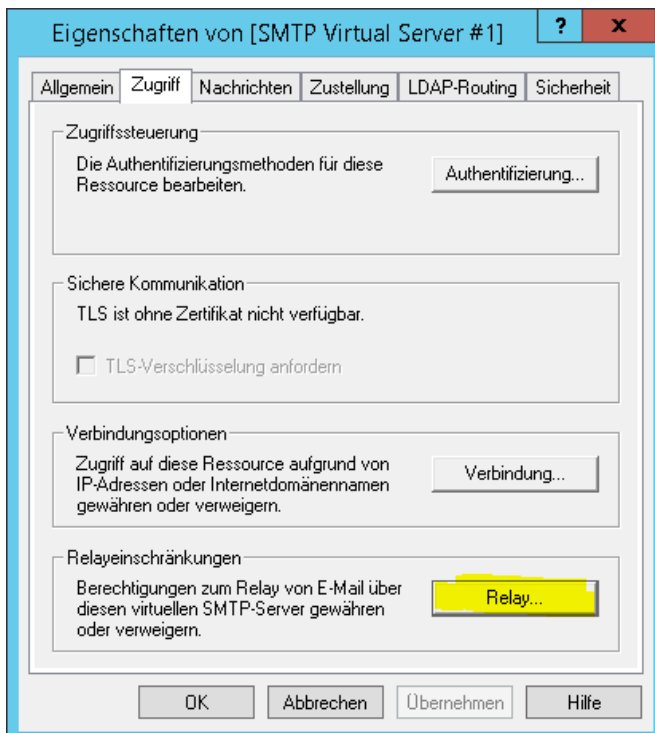 Eigenschaften von [SMTP Virtual Server #1]
? x
Allgemein Zugriff Nachrichten Zustellung LDAP-Routing Sicherheit
Zugriffssteuerung
Die Authentifizierungsmethoden für diese
Ressource bearbeiten.
Authentifizierung...
Sichere Kommunikation
TLS ist ohne Zertifikat nicht verfügbar.
TLS-Verschlüsselung anfordern
Verbindungsoptionen
Zugriff auf diese Ressource aufgrund von
IP-Adressen oder Internetdomänennamen
gewähren oder verweigern.
Verbindung...
Relayeinschränkungen
Berechtigungen zum Relay von E-Mail über
diesen virtuellen SMTP-Server gewähren
oder verweigern.
Relay...
OK Abbrechen Übernehmen Hilfe